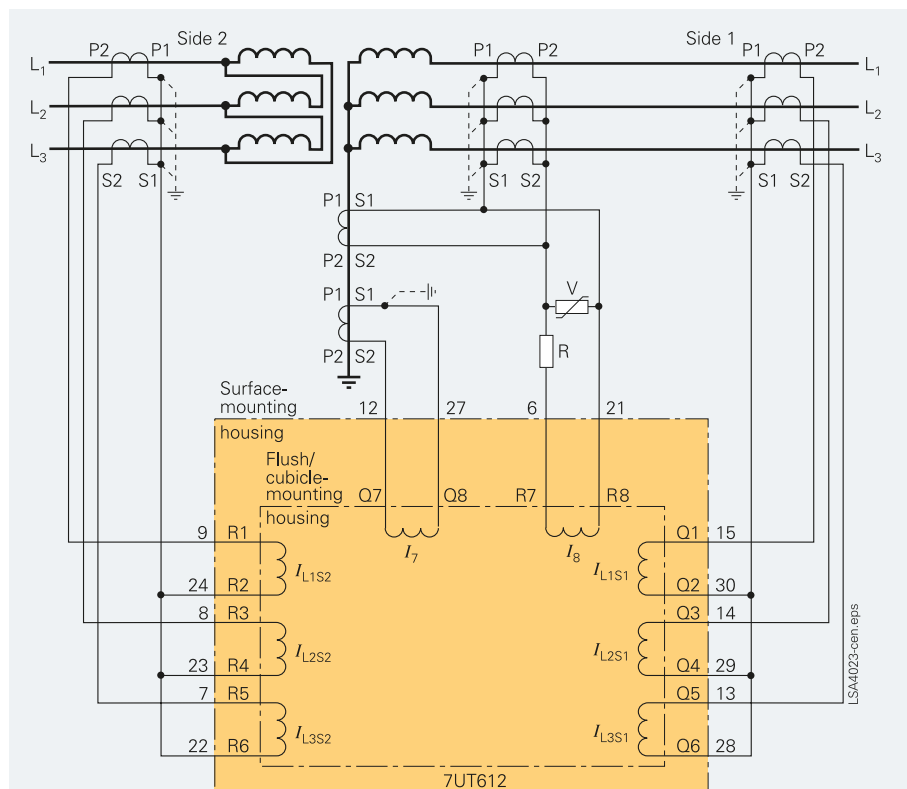 Side 2
Side 1
P2 P1
P1 P2
P1 P2
L1
L1
L2
L2
L3
L3
S2 S1
S1 S2
S1 S2
P1 S1
P2 S2
P1 S1
V
P2 S2
R
Surface-
mounting
housing
12 27 6 21
Flush/
cubicle-
mounting
housing
Q7 Q8 R7 R8
I7
I8
9 R1
Q1 15
IL1S2
IL1S1
24 R2
Q2 30
8 R3
Q3 14
IL2S2
IL2S1
23 R4
Q4 29
7 R5
Q5 13
IL3S2
IL3S1
22 R6
Q6 28
7UT612
LSA4023-cen.eps